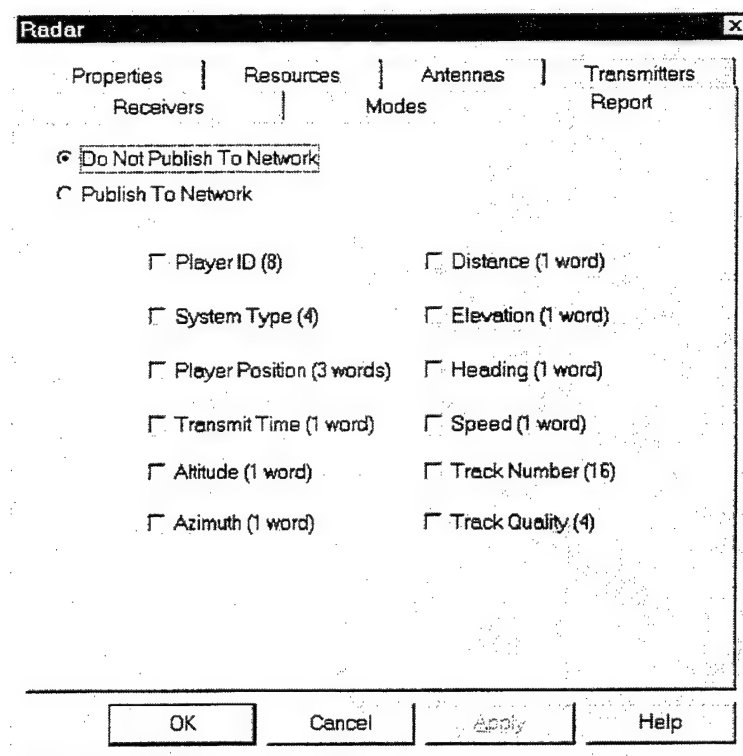 Radar
Properties Resources Antennas Transmitters
Receivers Modes Report
Do Not Publish To Network
Publish To Network
Player ID (8) Distance (1 word)
System Type (4) Elevation (1 word)
Player Position (3 words) Heading (1 word)
Transmit Time (1 word) Speed (1 word)
Altitude (1 word) Track Number (16)
Azimuth (1 word) Track Quality (4)
OK Cancel Apply Help